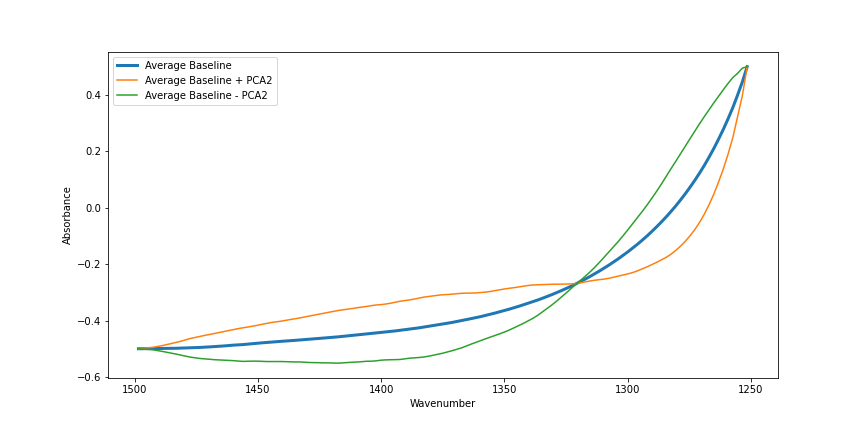 Average Baseline
Average Baseline + PCA2
Average Baseline - PCA2
0.4
0.2
0.0
−0.2
−0.4
−0.6
Absorbance
1500
1450
1400
1350
1300
1250
Wavenumber